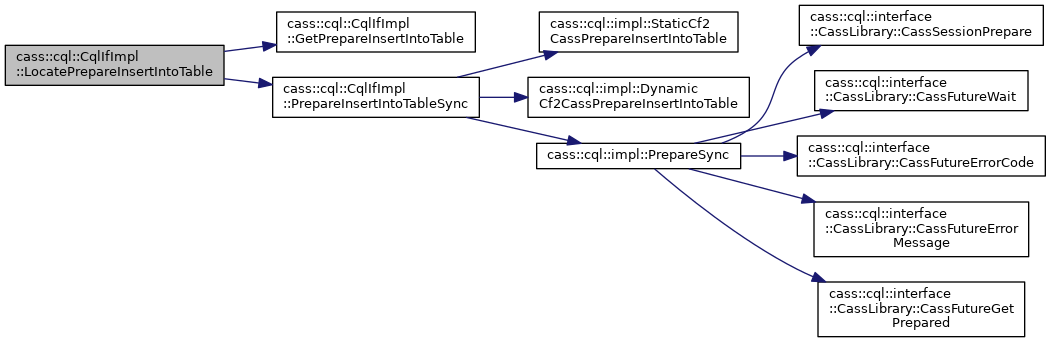 cass::cql::CqlIfImpl
::LocatePrepareInsertIntoTable
cass::cql::CqlIfImpl
::GetPrepareInsertIntoTable
cass::cql::CqlIfImpl
::PrepareInsertIntoTableSync
cass::cql::impl::StaticCf2
CassPrepareInsertIntoTable
cass::cql::impl::Dynamic
Cf2CassPrepareInsertIntoTable
cass::cql::impl::PrepareSync
cass::cql::interface
::CassLibrary::CassSessionPrepare
cass::cql::interface
::CassLibrary::CassFutureWait
cass::cql::interface
::CassLibrary::CassFutureErrorCode
cass::cql::interface
::CassLibrary::CassFutureError
Message
cass::cql::interface
::CassLibrary::CassFutureGet
Prepared